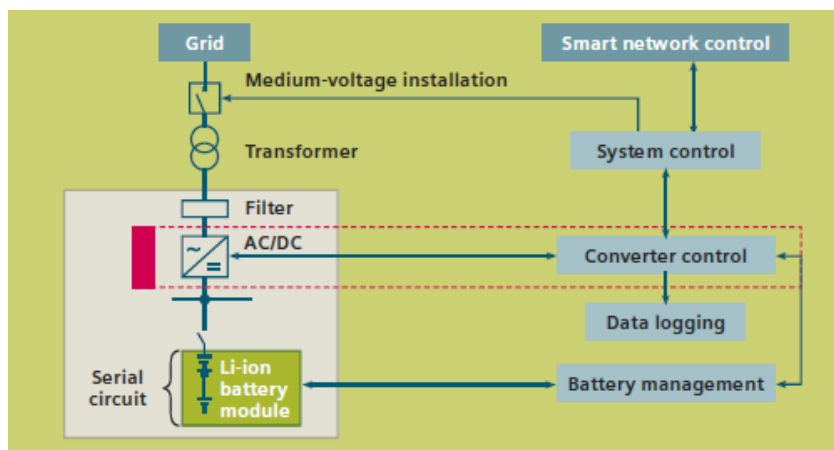 Grid
Smart network control
Medium-voltage installation
Transformer
System control
Filter
AC/DC
Converter control
Data logging
Serial
circuit
Li-ion
battery
module
Battery management